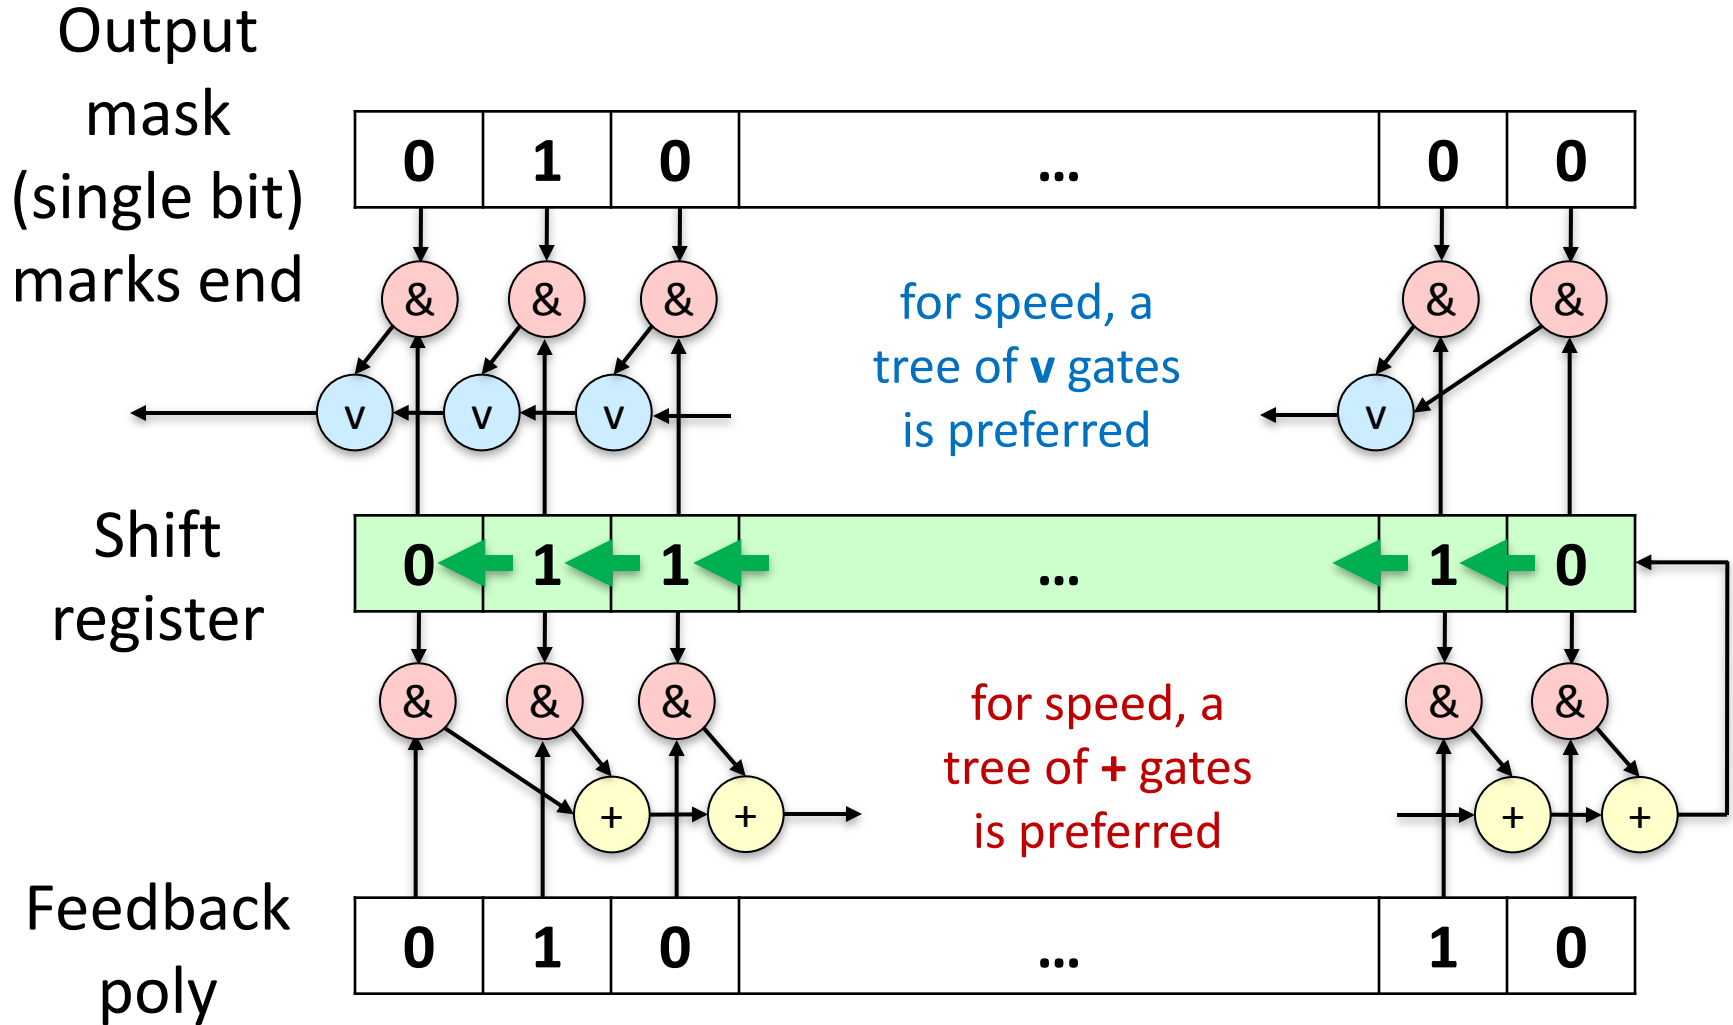 Output
mask
(single bit)
marks end
0 1 0 ... 0 0
& & & & &
for speed, a
tree of v gates
is preferred
v v v v
Shift
register
0 1 1 ... 1 0
& & & & &
for speed, a
tree of + gates
is preferred
+ + + +
Feedback
poly
0 1 0 ... 1 0